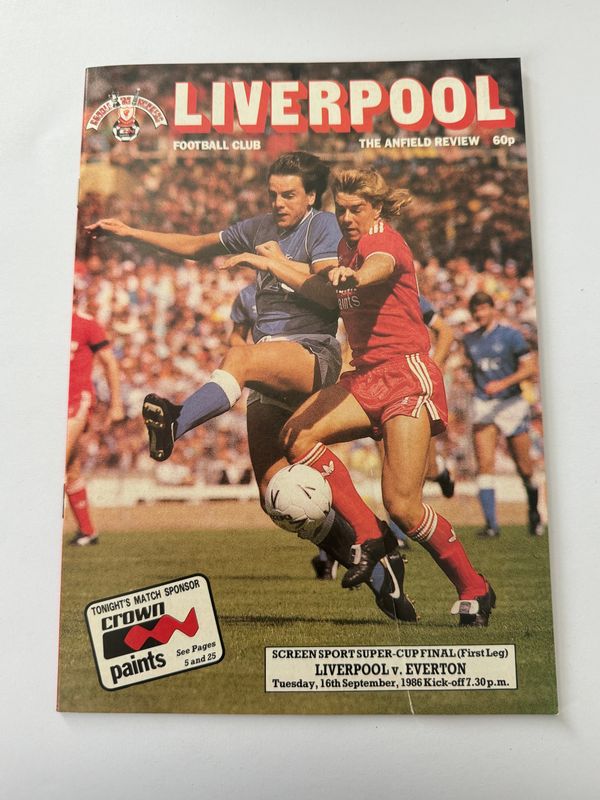 LIVERPOOL
FOOTBALL CLUB THE ANFIELD REVIEW 60p
TONIGHT'S MATCH SPONSOR
crown
paints
See Pages
5 and 25
SCREEN SPORT SUPER-CUP FINAL (First Leg)
LIVERPOOL v. EVERTON
Tuesday, 16th September, 1986 Kick-off 7.30 p.m.